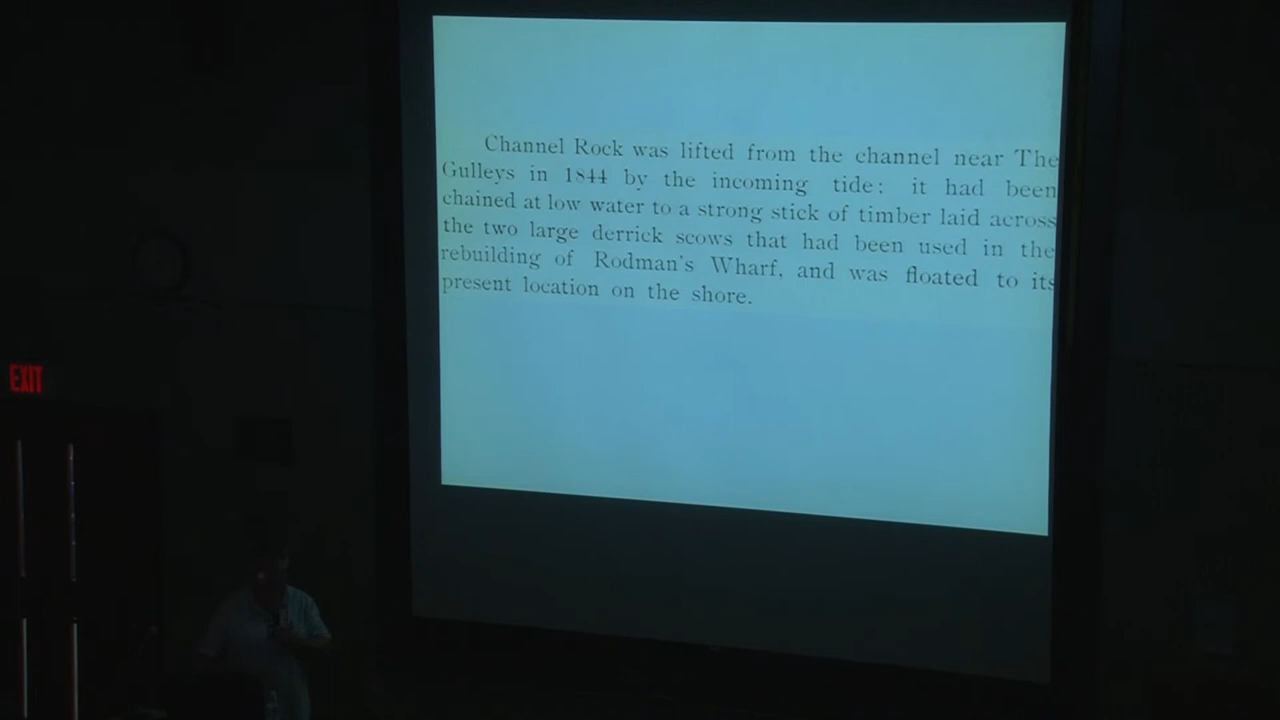 Channel Rock was lifted from the channel near The
Gulleys in 1844 by the incoming tide: it had been
chained at low water to a strong stick of timber laid across
the two large derrick scows that had been used in the
rebuilding of Rodman's Wharf, and was floated to its
present location on the shore.
EXIT